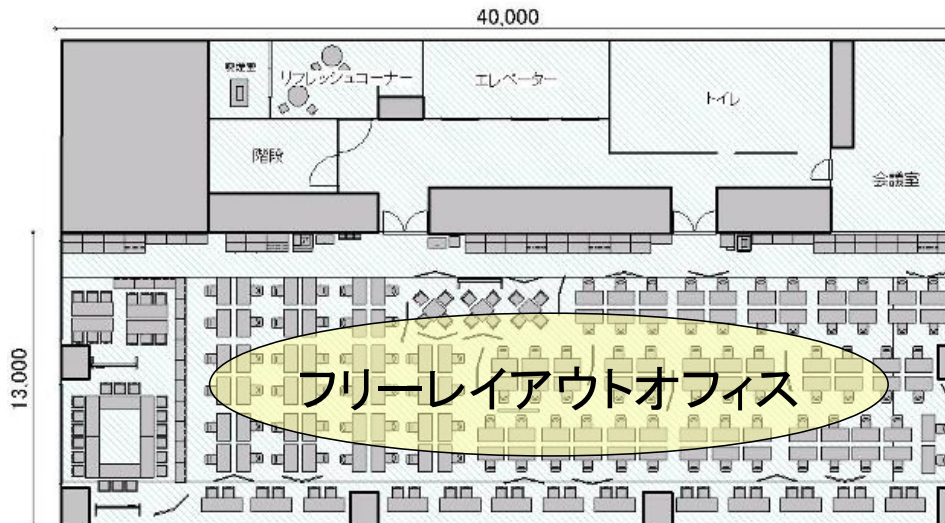 40,000
喫煙室
リフレッシュコーナー
エレベーター
トイレ
階段
会議室
13,000
フリーレイアウトオフィス